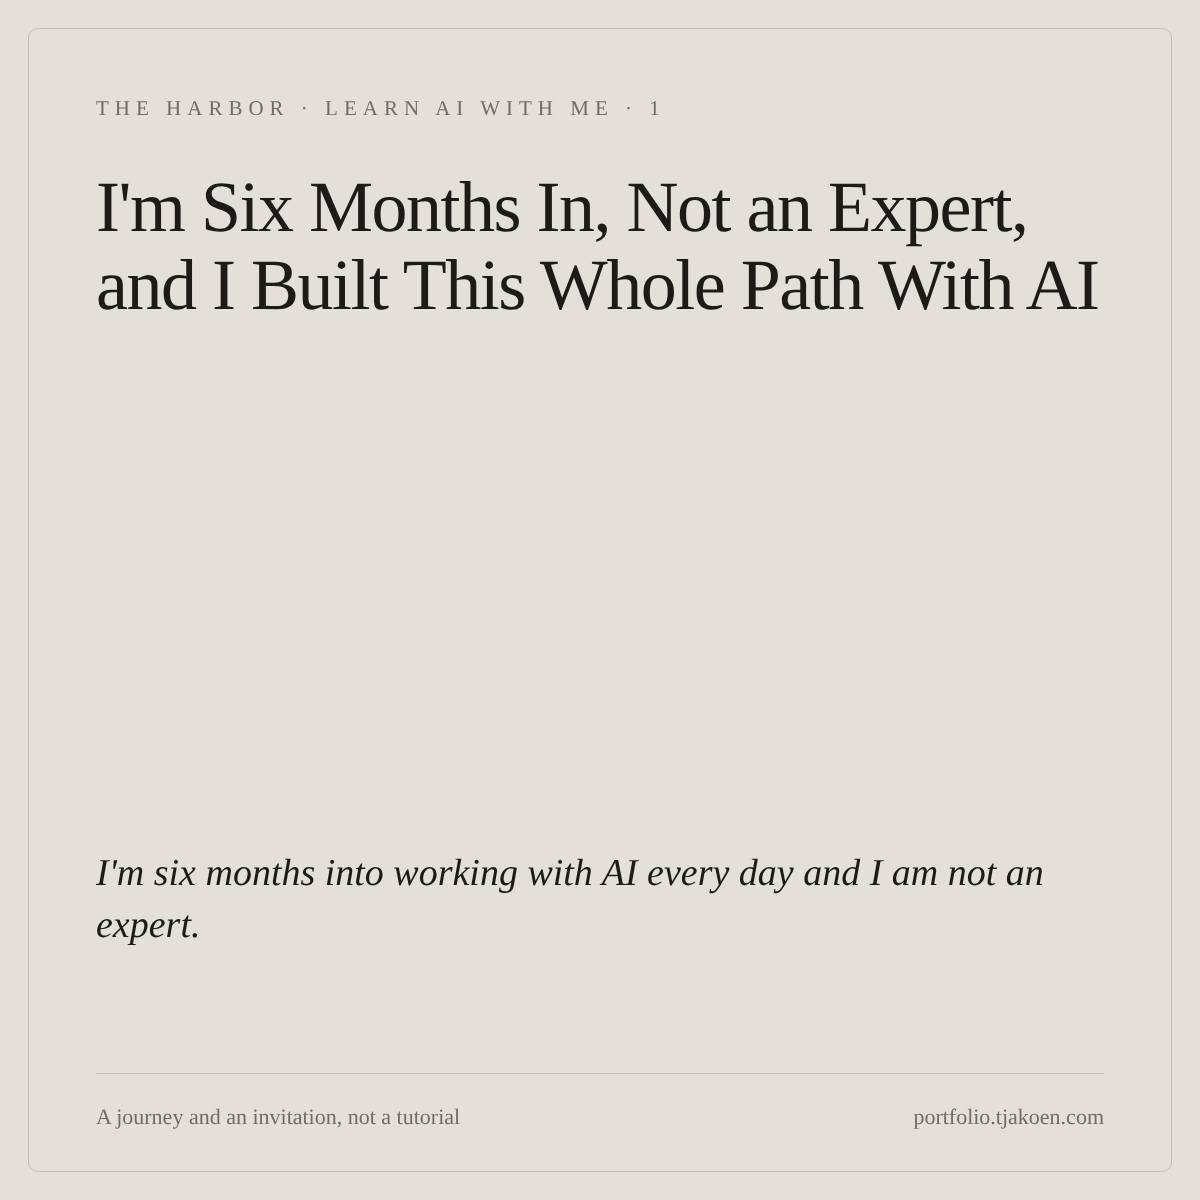 THE HARBOR · LEARN AI WITH ME · 1
I'm Six Months In, Not an Expert,
and I Built This Whole Path With AI
I'm six months into working with AI every day and I am not an
expert.
A journey and an invitation, not a tutorial
portfolio.tjakoen.com